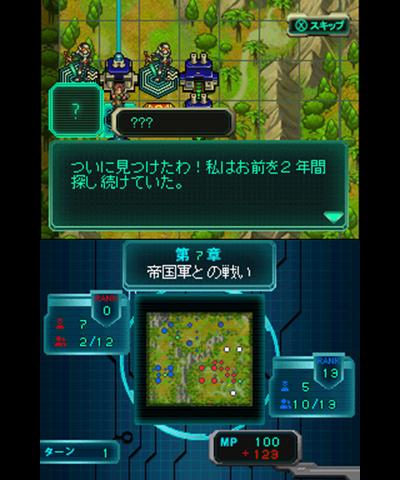 Ⓧスキップ
?
???
ついに見つけたわ！私はお前を２年間
探し続けていた。
第７章
帝国軍との戦い
RANK
0
7
2/12
RANK
13
5
10/13
ターン 1
MP 100
+123